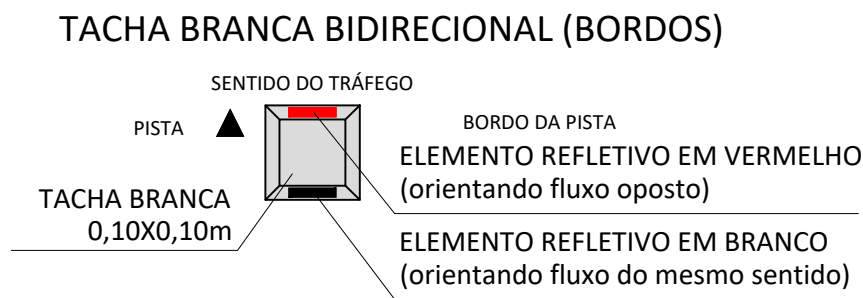 TACHA BRANCA BIDIRECIONAL (BORDOS)
SENTIDO DO TRÁFEGO
PISTA
BORDO DA PISTA
ELEMENTO REFLETIVO EM VERMELHO
(orientando fluxo oposto)
TACHA BRANCA
0,10X0,10m
ELEMENTO REFLETIVO EM BRANCO
(orientando fluxo do mesmo sentido)